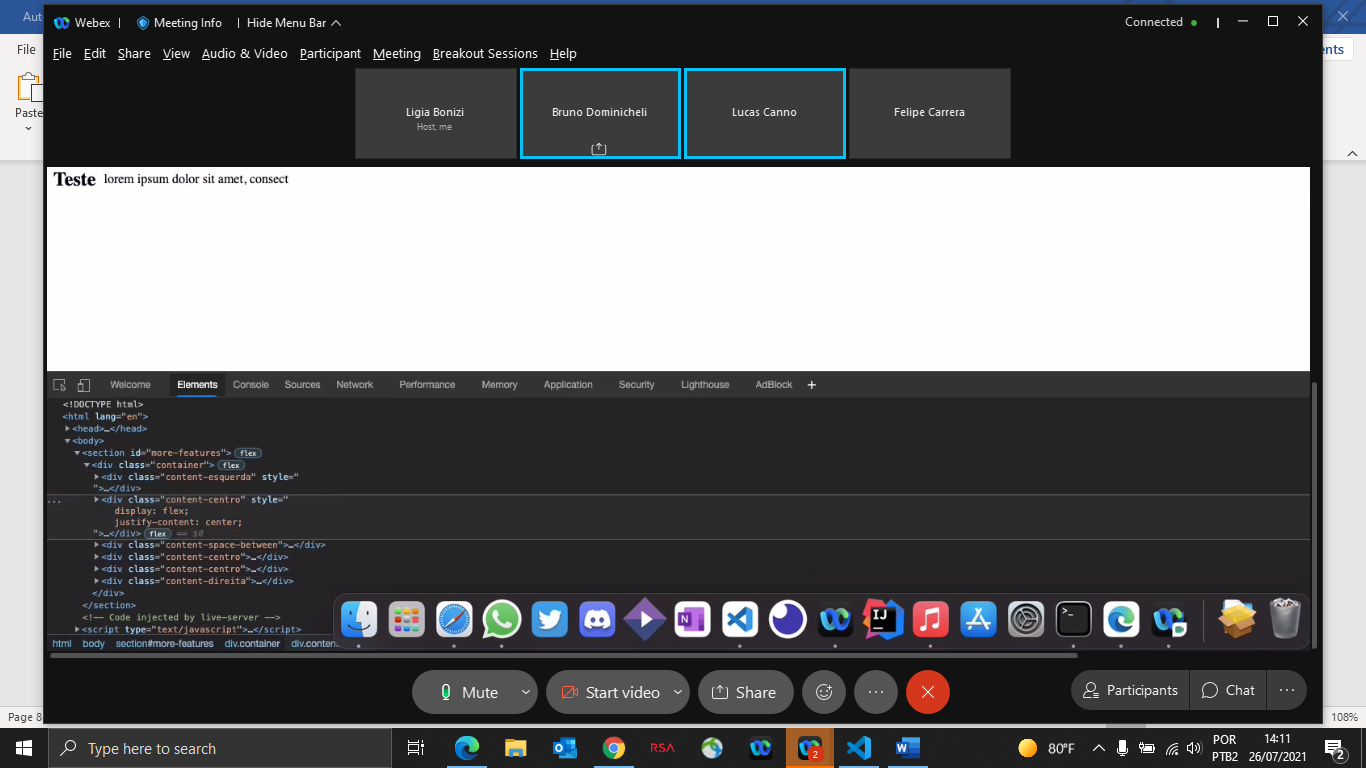 Aut
Webex | Meeting Info | Hide Menu Bar
Connected
File Edit Share View Audio & Video Participant Meeting Breakout Sessions Help
File
Paste
Ligia Bonizi
Host, me
Bruno Dominicheli
Lucas Canno
Felipe Carrera
Teste lorem ipsum dolor sit amet, consect
Welcome Elements Console Sources Network Performance Memory Application Security Lighthouse AdBlock +
<!DOCTYPE html>
<html lang="en">
<head>…</head>
<body>
<section id="more-features"> flex
<div class="container"> flex
<div class="content-esquerda" style="
">…</div>
... <div class="content-centro" style="
display: flex;
justify-content: center;
">…</div> flex == $0
<div class="content-space-between">…</div>
<div class="content-centro">…</div>
<div class="content-centro">…</div>
<div class="content-direita">…</div>
</div>
</section>
<!-- Code injected by live-server -->
<script type="text/javascript">…</script>
html body section#more-features div.container div.conten
N
IJ
>_
Mute Start video Share ... Participants Chat ...
Page 8
108%
Type here to search
RSA
2
W
80°F
POR
PTB2
14:11
26/07/2021
2